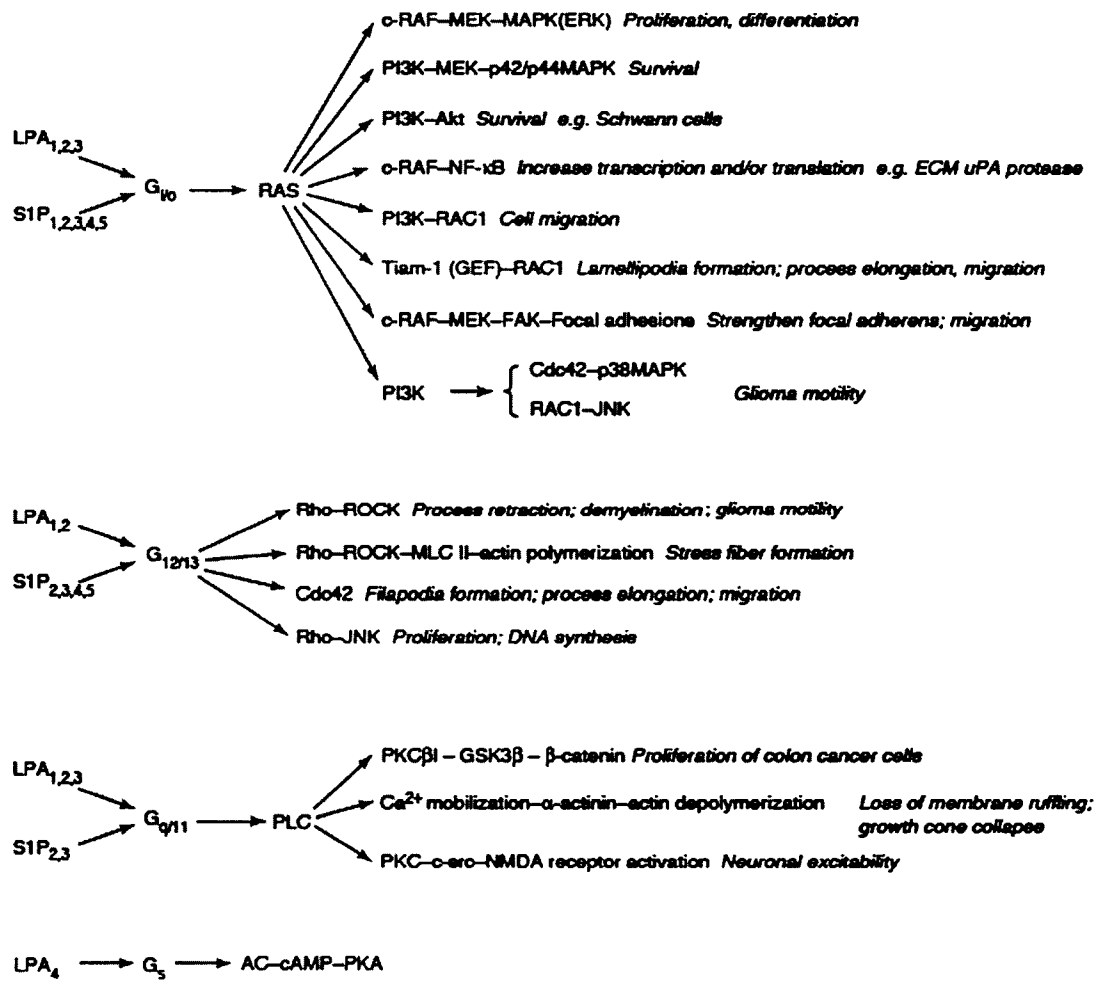 c-RAF–MEK–MAPK(ERK) Proliferation, differentiation
PI3K–MEK–p42/p44MAPK Survival
PI3K–Akt Survival e.g. Schwann cells
LPA1,2,3
c-RAF–NF-κB Increase transcription and/or translation e.g. ECM uPA protease
Gi/o RAS
S1P1,2,3,4,5
PI3K–RAC1 Cell migration
Tiam-1 (GEF)–RAC1 Lamellipodia formation; process elongation, migration
c-RAF–MEK–FAK–Focal adhesions Strengthen focal adherens; migration
Cdc42–p38MAPK
PI3K Glioma motility
RAC1–JNK
LPA1,2
Rho–ROCK Process retraction; demyelination; glioma motility
G12/13
Rho–ROCK–MLC II–actin polymerization Stress fiber formation
S1P2,3,4,5
Cdc42 Filapodia formation; process elongation; migration
Rho–JNK Proliferation; DNA synthesis
PKCβI – GSK3β – β-catenin Proliferation of colon cancer cells
LPA1,2,3
Ca2+ mobilization–α-actinin–actin depolymerization Loss of membrane ruffling;
growth cone collapse
Gq/11 PLC
S1P2,3
PKC–c-src–NMDA receptor activation Neuronal excitability
LPA4 Gs AC–cAMP–PKA